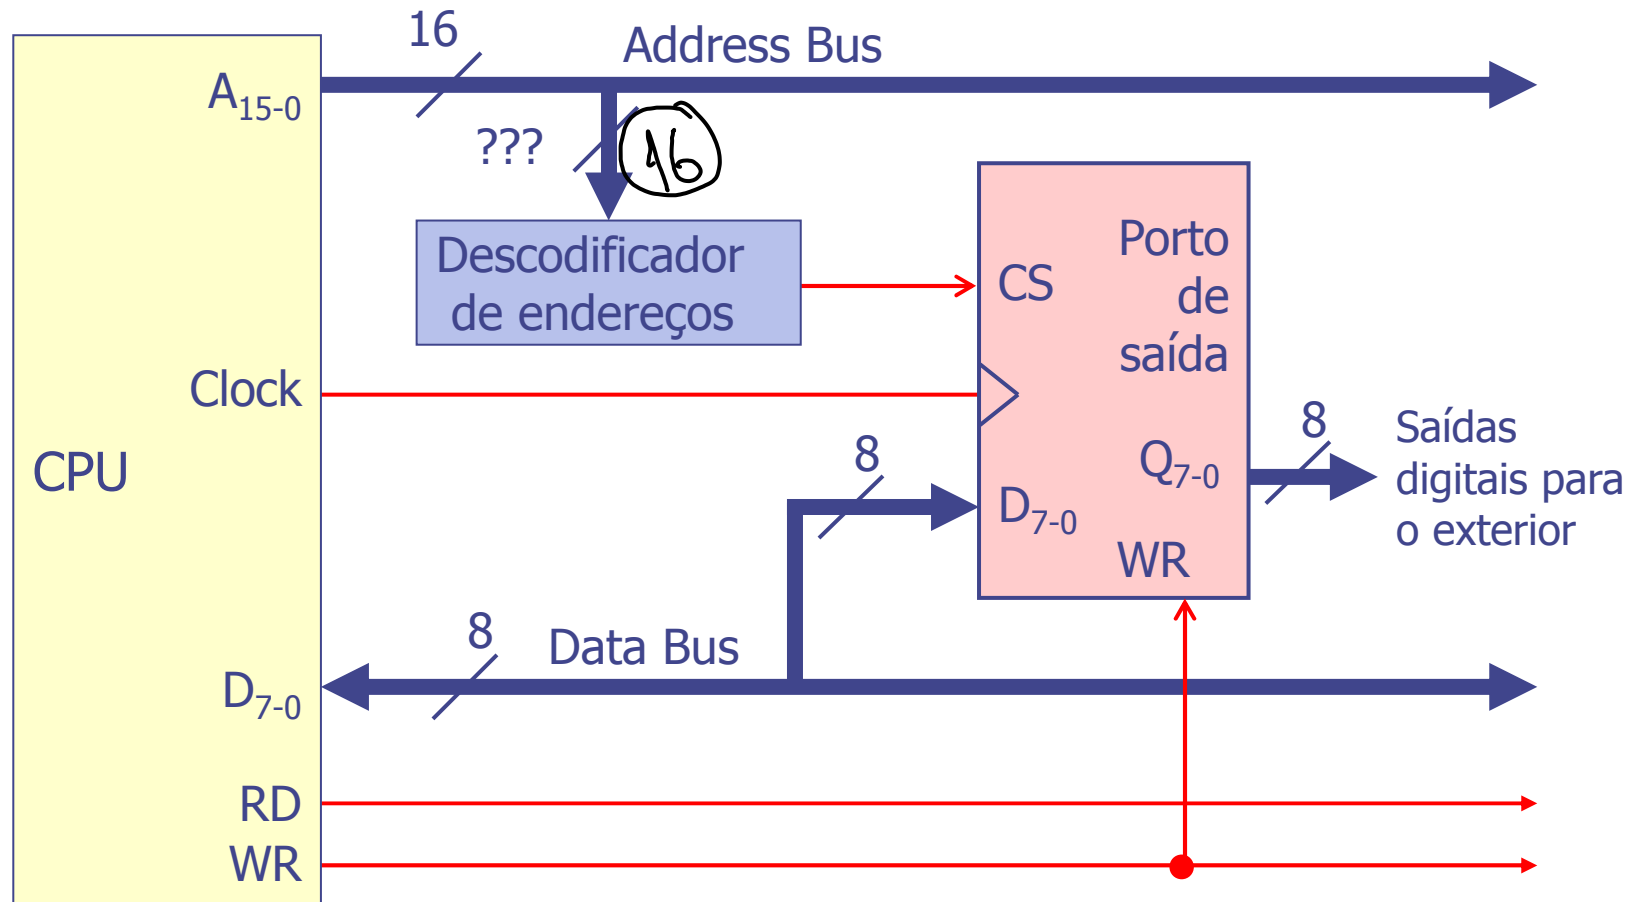 16
Address Bus
A15-0
???
16
Descodificador
de endereços
CS
Porto
de
saída
Clock
CPU
8
8
Saídas
digitais para
o exterior
Q7-0
D7-0
WR
8
Data Bus
D7-0
RD
WR